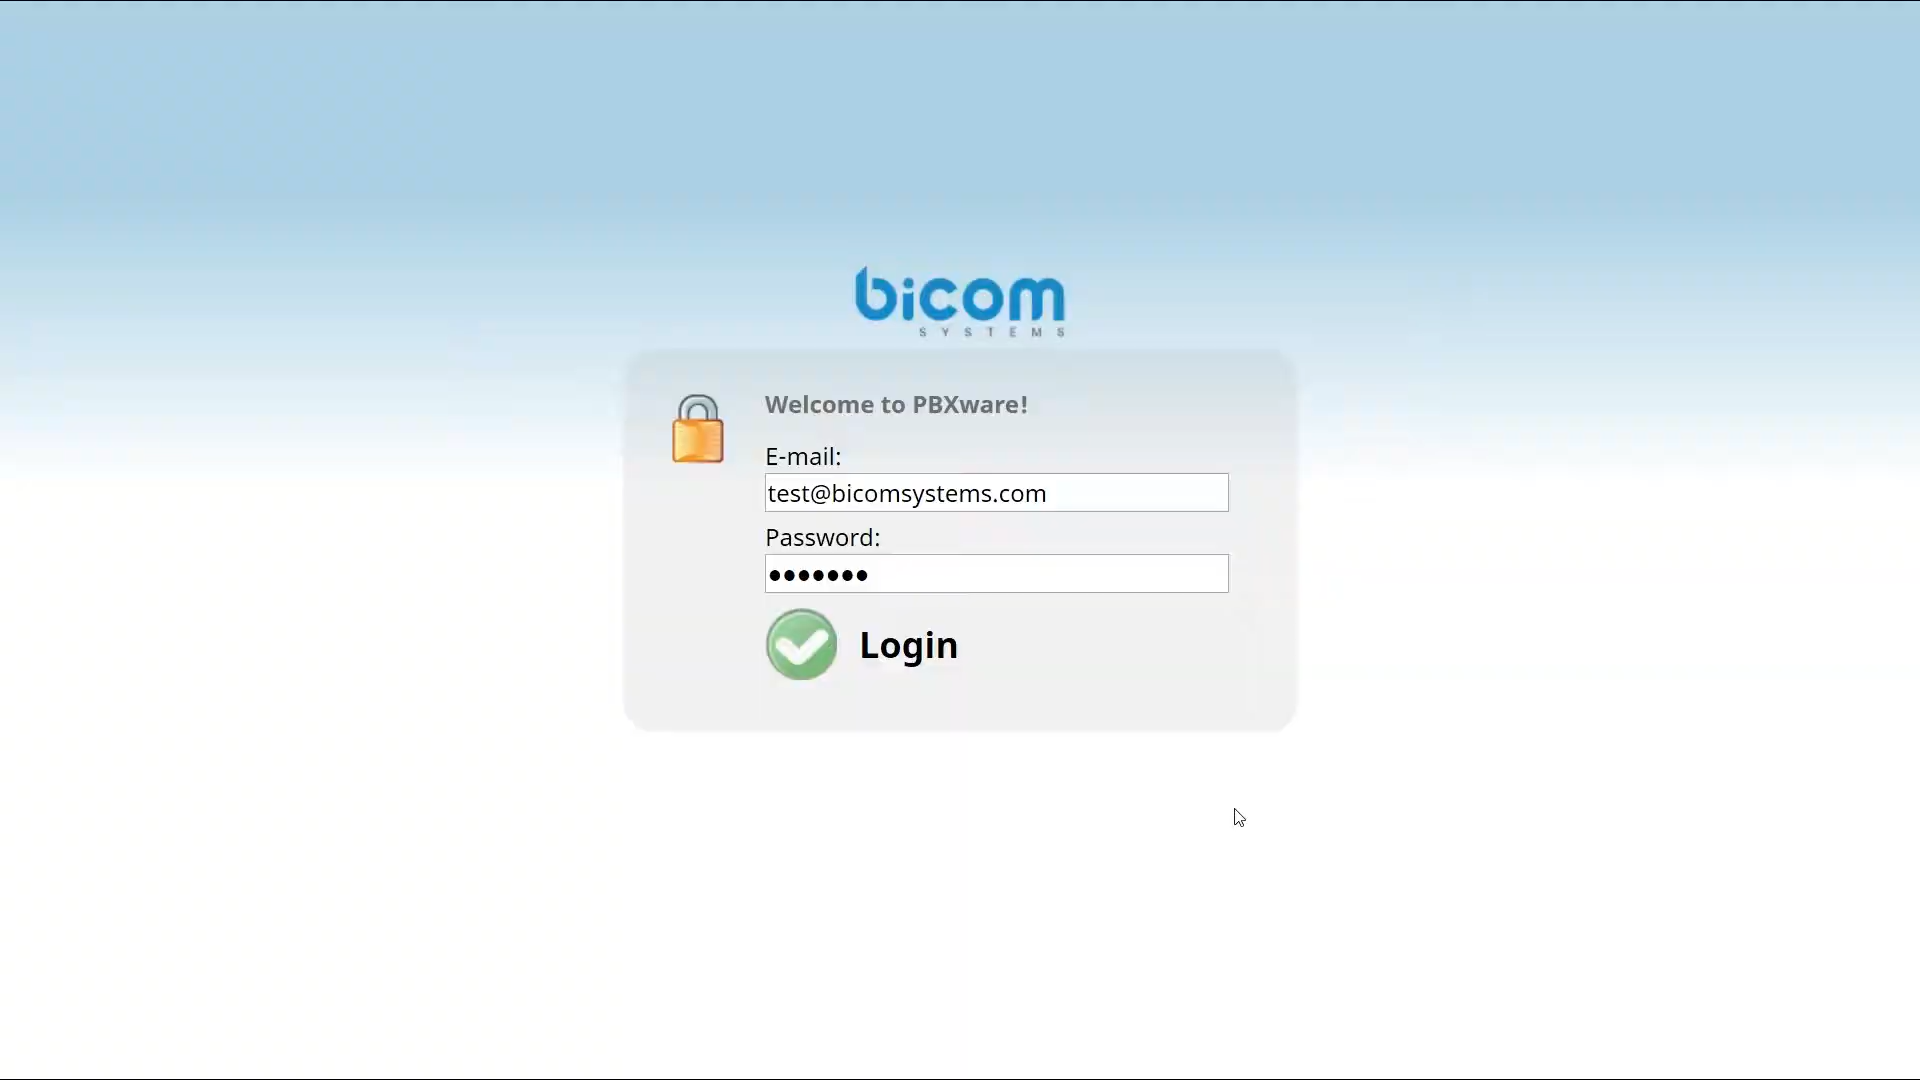 bicom
SYSTEMS
Welcome to PBXware!
E-mail:
test@bicomsystems.com
Password:
•••••••
Login